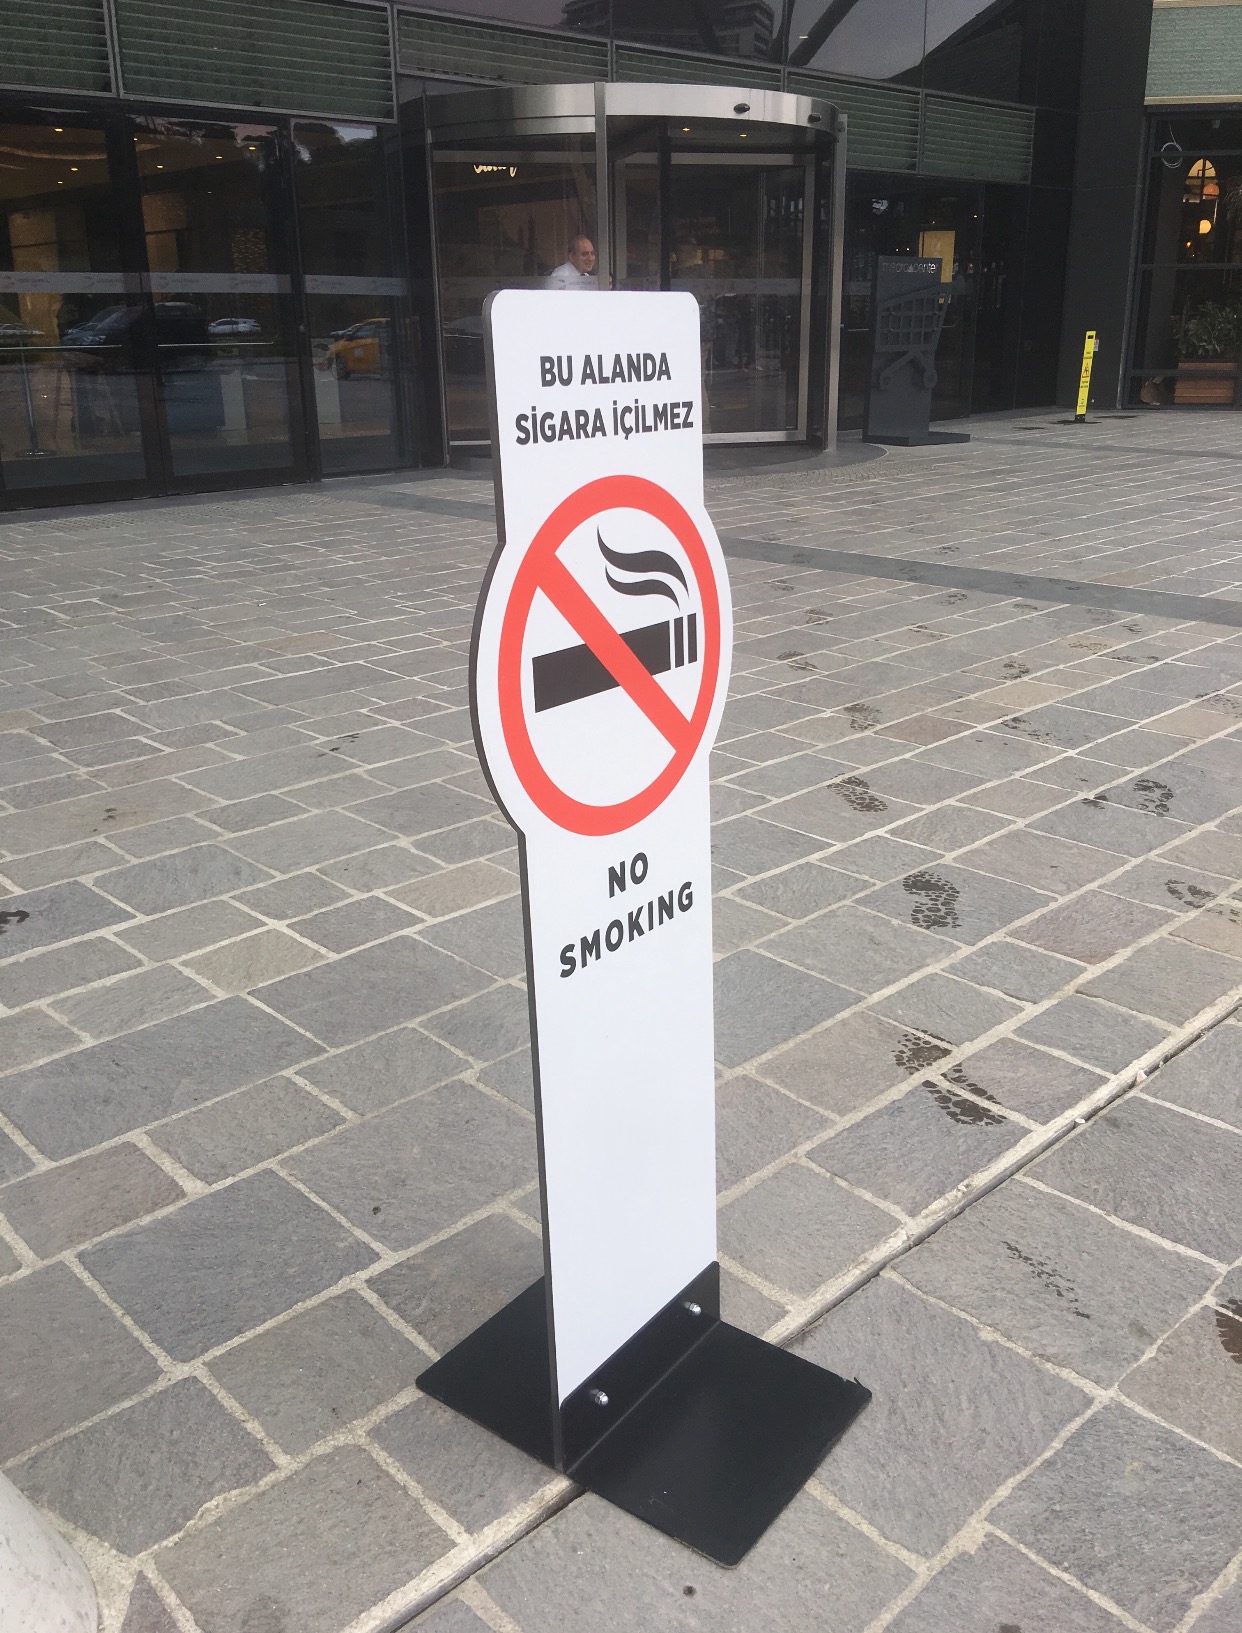 BU ALANDA
SİGARA İÇİLMEZ
NO
SMOKING